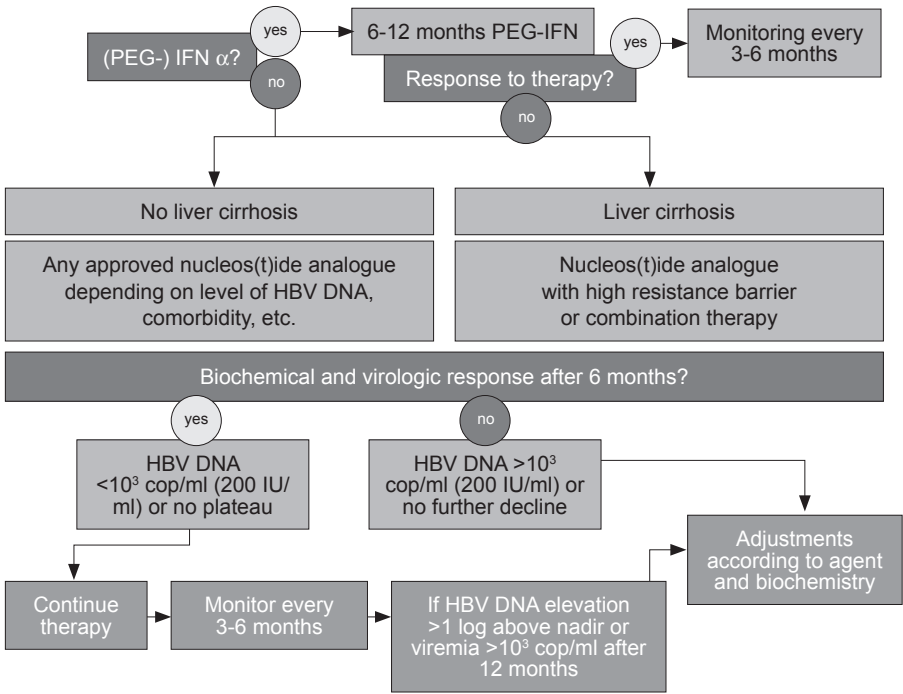 (PEG-) IFN α?
yes
no
6-12 months PEG-IFN
Response to therapy?
yes
no
Monitoring every
3-6 months
No liver cirrhosis
Any approved nucleos(t)ide analogue
depending on level of HBV DNA,
comorbidity, etc.
Liver cirrhosis
Nucleos(t)ide analogue
with high resistance barrier
or combination therapy
Biochemical and virologic response after 6 months?
yes
HBV DNA
<10³ cop/ml (200 IU/
ml) or no plateau
no
HBV DNA >10³
cop/ml (200 IU/ml) or
no further decline
Continue
therapy
Monitor every
3-6 months
If HBV DNA elevation
>1 log above nadir or
viremia >10³ cop/ml after
12 months
Adjustments
according to agent
and biochemistry